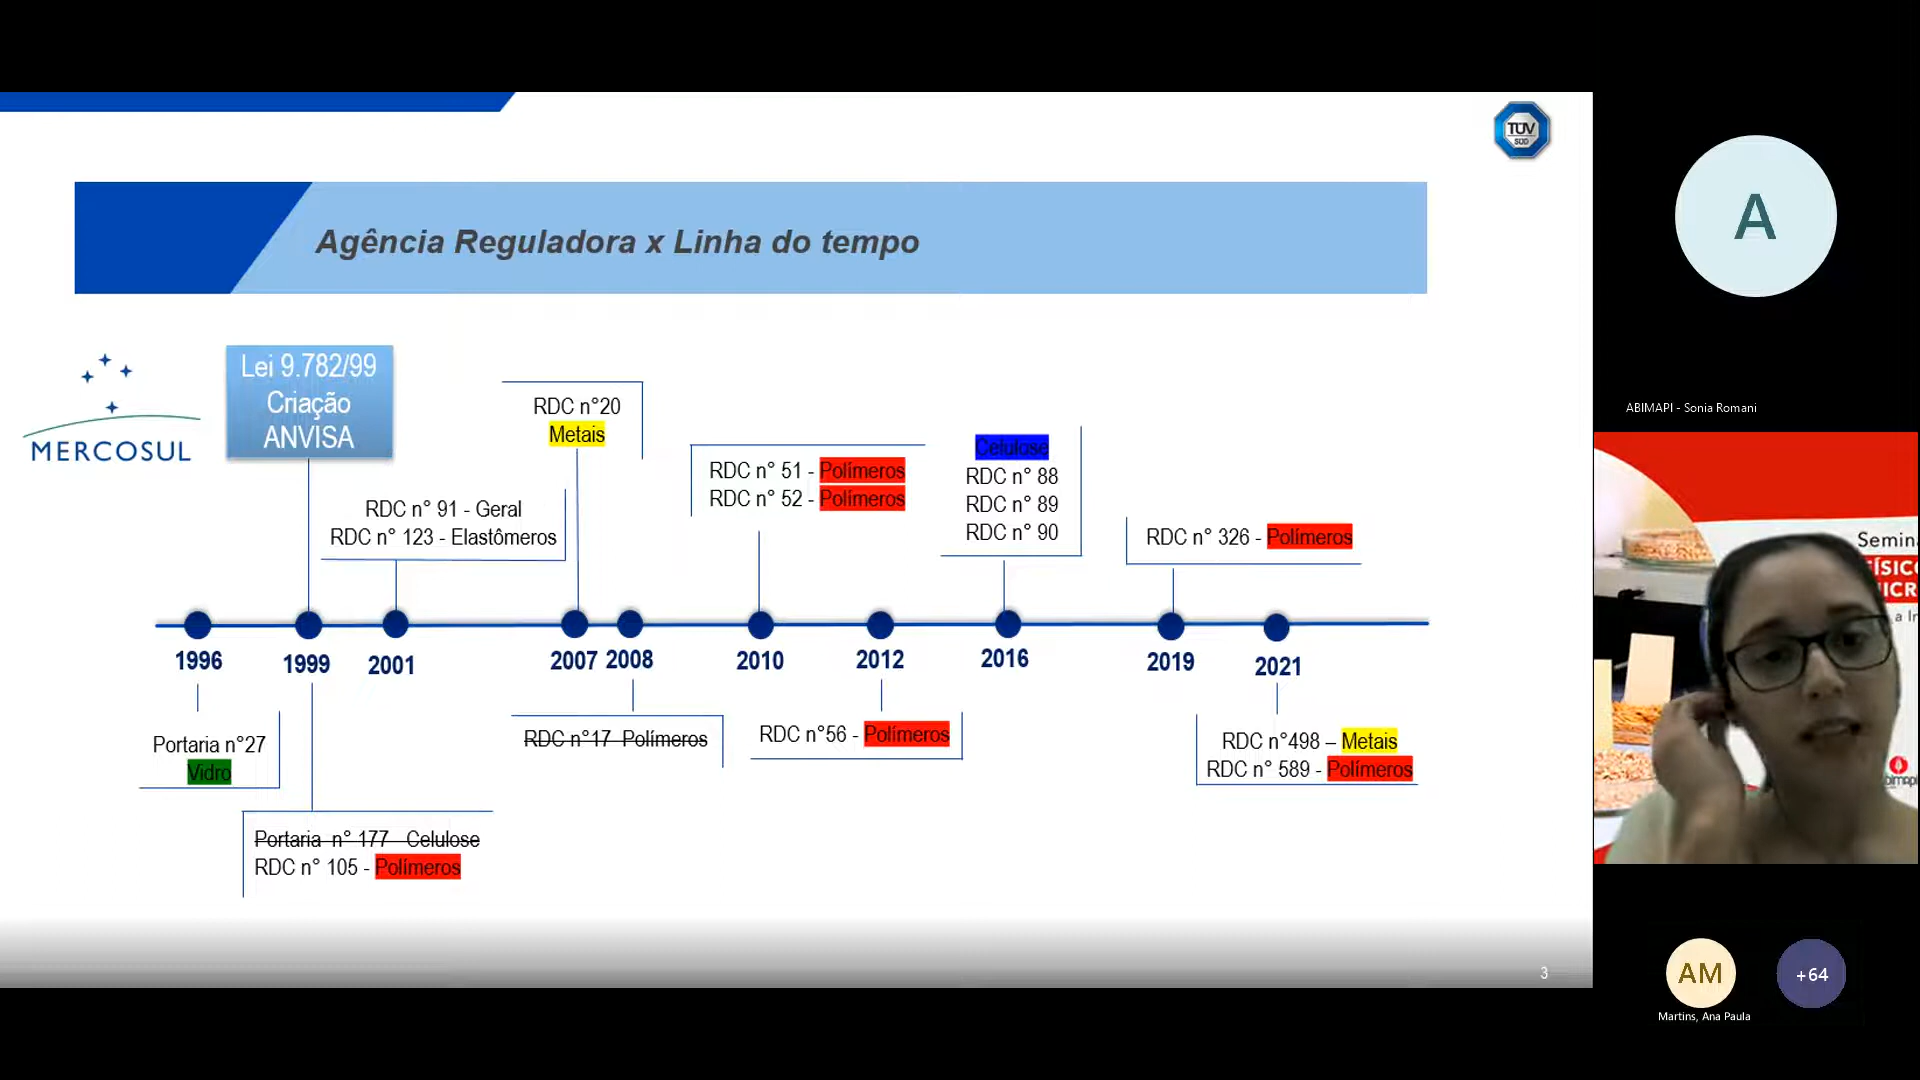 TÜV
SÜD
Agência Reguladora x Linha do tempo
MERCOSUL
Lei 9.782/99
Criação
ANVISA
RDC n° 91 - Geral
RDC n° 123 - Elastômeros
RDC n°20
Metais
RDC n° 51 - Polímeros
RDC n° 52 - Polímeros
Celulose
RDC n° 88
RDC n° 89
RDC n° 90
RDC n° 326 - Polímeros
1996
1999
2001
2007
2008
2010
2012
2016
2019
2021
Portaria n°27
Vidro
Portaria n° 177 - Celulose
RDC n° 105 - Polímeros
RDC n°17 Polímeros
RDC n°56 - Polímeros
RDC n°498 – Metais
RDC n° 589 - Polímeros
3
A
ABIMAPI - Sonia Romani
Semin
ÍSIC
ICR
a In
AM
+64
Martins, Ana Paula